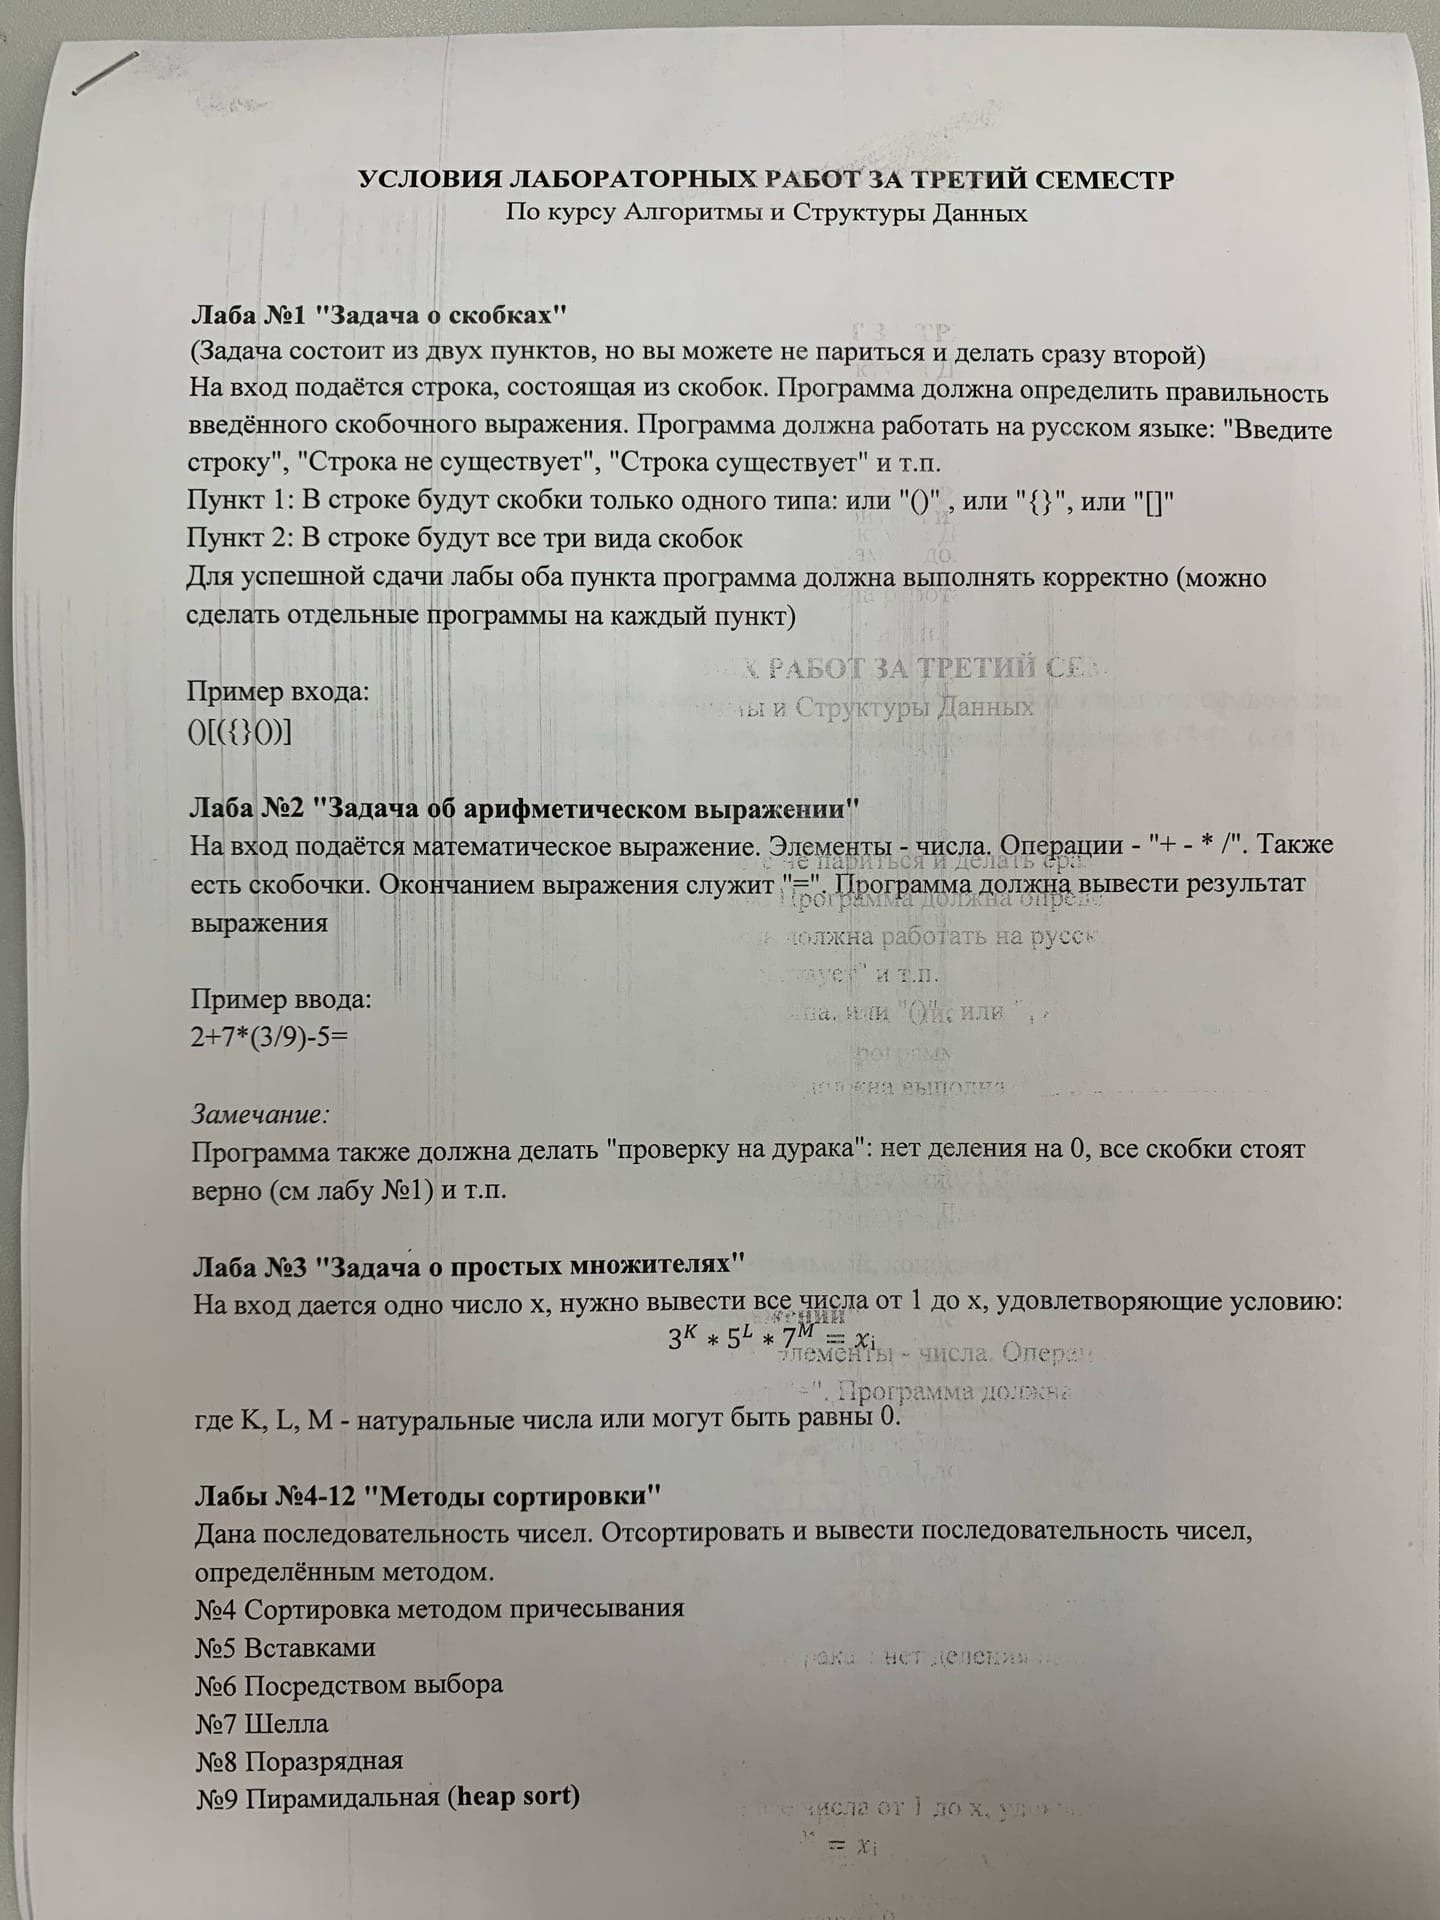 УСЛОВИЯ ЛАБОРАТОРНЫХ РАБОТ ЗА ТРЕТИЙ СЕМЕСТР
По курсу Алгоритмы и Структуры Данных
Лаба №1 "Задача о скобках"
(Задача состоит из двух пунктов, но вы можете не париться и делать сразу второй)
На вход подаётся строка, состоящая из скобок. Программа должна определить правильность
введённого скобочного выражения. Программа должна работать на русском языке: "Введите
строку", "Строка не существует", "Строка существует" и т.п.
Пункт 1: В строке будут скобки только одного типа: или "()" , или "{}", или "[]"
Пункт 2: В строке будут все три вида скобок
Для успешной сдачи лабы оба пункта программа должна выполнять корректно (можно
сделать отдельные программы на каждый пункт)
Пример входа:
()[({}())]
Лаба №2 "Задача об арифметическом выражении"
На вход подаётся математическое выражение. Элементы - числа. Операции - "+ - * /". Также
есть скобочки. Окончанием выражения служит "=". Программа должна вывести результат
выражения
Пример ввода:
2+7*(3/9)-5=
Замечание:
Программа также должна делать "проверку на дурака": нет деления на 0, все скобки стоят
верно (см лабу №1) и т.п.
Лаба №3 "Задача о простых множителях"
На вход дается одно число x, нужно вывести все числа от 1 до x, удовлетворяющие условию:
3^K * 5^L * 7^M = x_i
где K, L, M - натуральные числа или могут быть равны 0.
Лабы №4-12 "Методы сортировки"
Дана последовательность чисел. Отсортировать и вывести последовательность чисел,
определённым методом.
№4 Сортировка методом причесывания
№5 Вставками
№6 Посредством выбора
№7 Шелла
№8 Поразрядная
№9 Пирамидальная (heap sort)